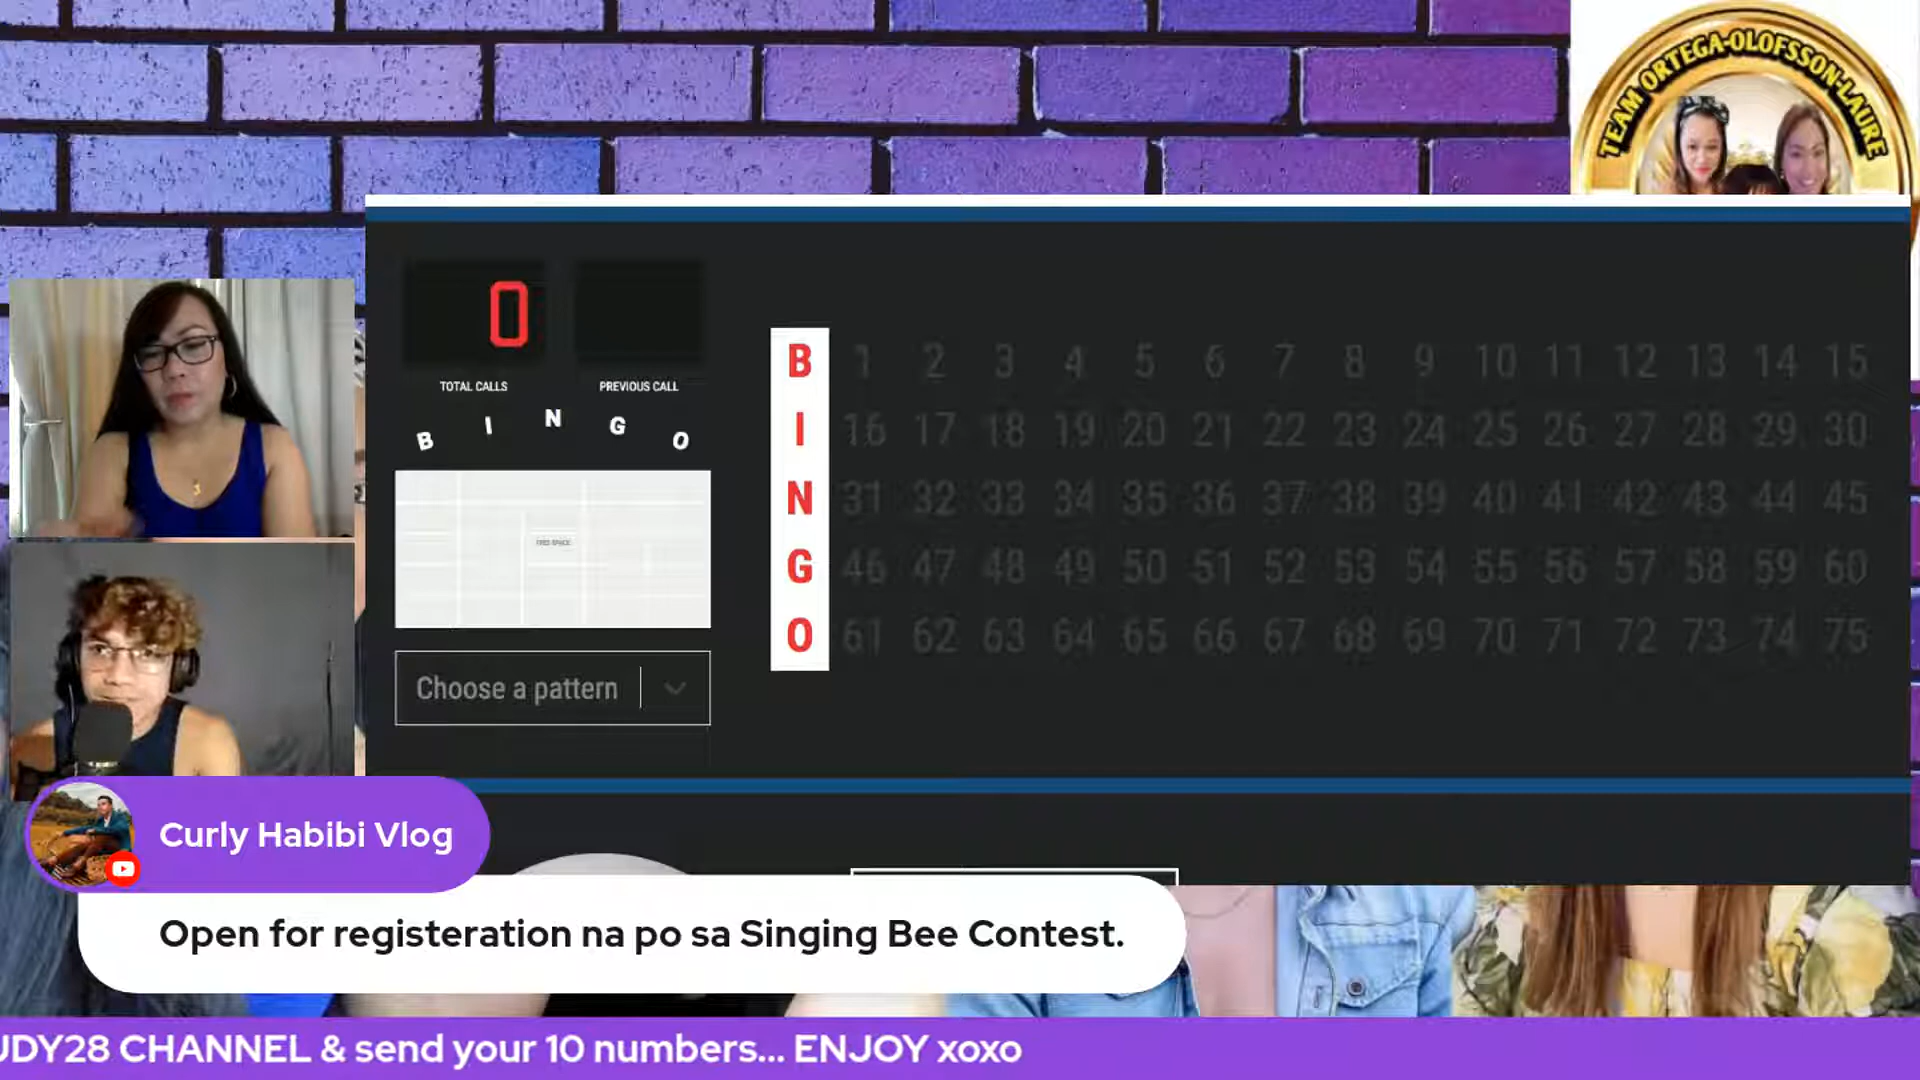 TEAM ORTEGA-OLOFSSON-LAURE
0
TOTAL CALLS
PREVIOUS CALL
B I N G O
FREE SPACE
Choose a pattern
B 1 2 3 4 5 6 7 8 9 10 11 12 13 14 15
I 16 17 18 19 20 21 22 23 24 25 26 27 28 29 30
N 31 32 33 34 35 36 37 38 39 40 41 42 43 44 45
G 46 47 48 49 50 51 52 53 54 55 56 57 58 59 60
O 61 62 63 64 65 66 67 68 69 70 71 72 73 74 75
Curly Habibi Vlog
Open for registeration na po sa Singing Bee Contest.
UDY28 CHANNEL & send your 10 numbers... ENJOY xoxo